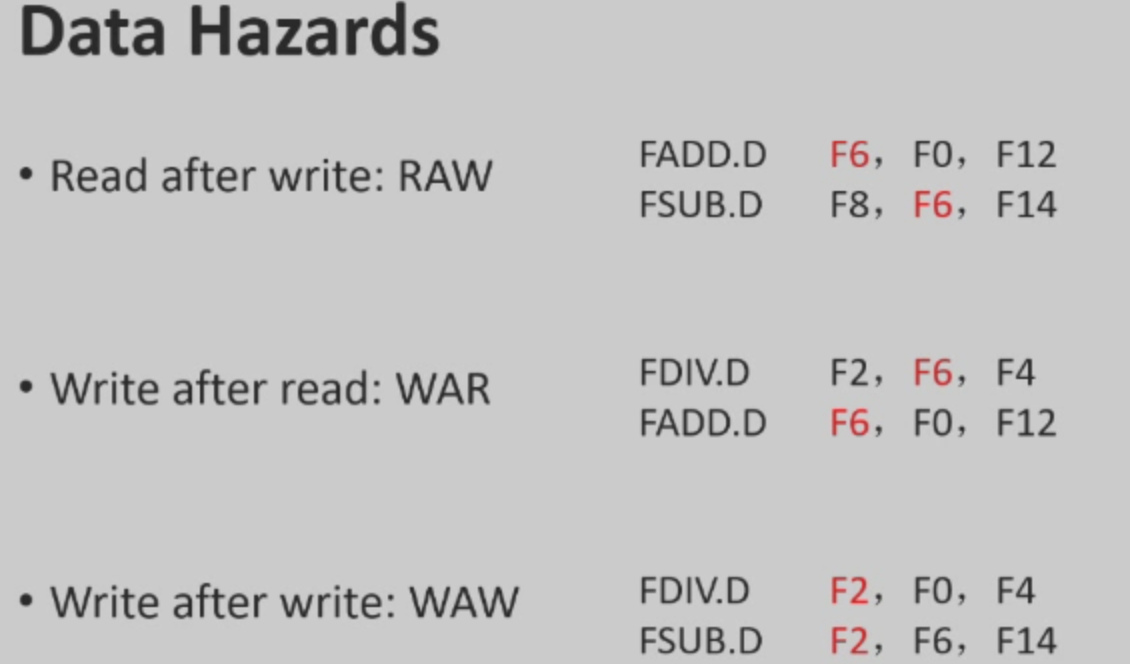 Data Hazards
• Read after write: RAW
FADD.D F6， F0， F12
FSUB.D F8， F6， F14
• Write after read: WAR
FDIV.D F2， F6， F4
FADD.D F6， F0， F12
• Write after write: WAW
FDIV.D F2， F0， F4
FSUB.D F2， F6， F14